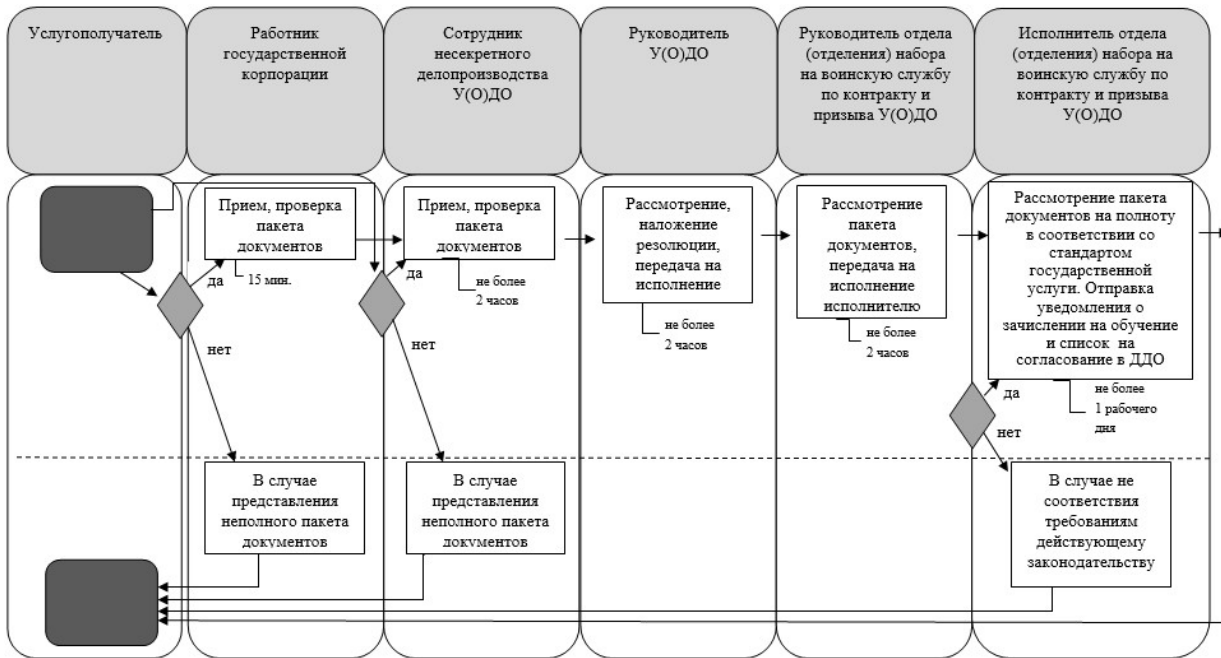 Услугополучатель
Работник
государственной
корпорации
Сотрудник
несекретного
делопроизводства
У(О)ДО
Руководитель
У(О)ДО
Руководитель отдела
(отделения) набора
на воинскую службу
по контракту и
призыва У(О)ДО
Исполнитель отдела
(отделения) набора на
воинскую службу по
контракту и призыва
У(О)ДО
Прием, проверка
пакета
документов
да
15 мин.
нет
Прием, проверка
пакета
документов
да
не более
2 часов
нет
Рассмотрение,
наложение
резолюции,
передача на
исполнение
не более
2 часов
Рассмотрение
пакета
документов,
передача на
исполнение
исполнителю
не более
2 часов
Рассмотрение пакета
документов на полноту
в соответствии со
стандартом
государственной
услуги. Отправка
уведомления о
зачислении на обучение
и список на
согласование в ДДО
да
не более
1 рабочего
дня
нет
В случае
представления
неполного пакета
документов
В случае
представления
неполного пакета
документов
В случае не
соответствия
требованиям
действующему
законодательству